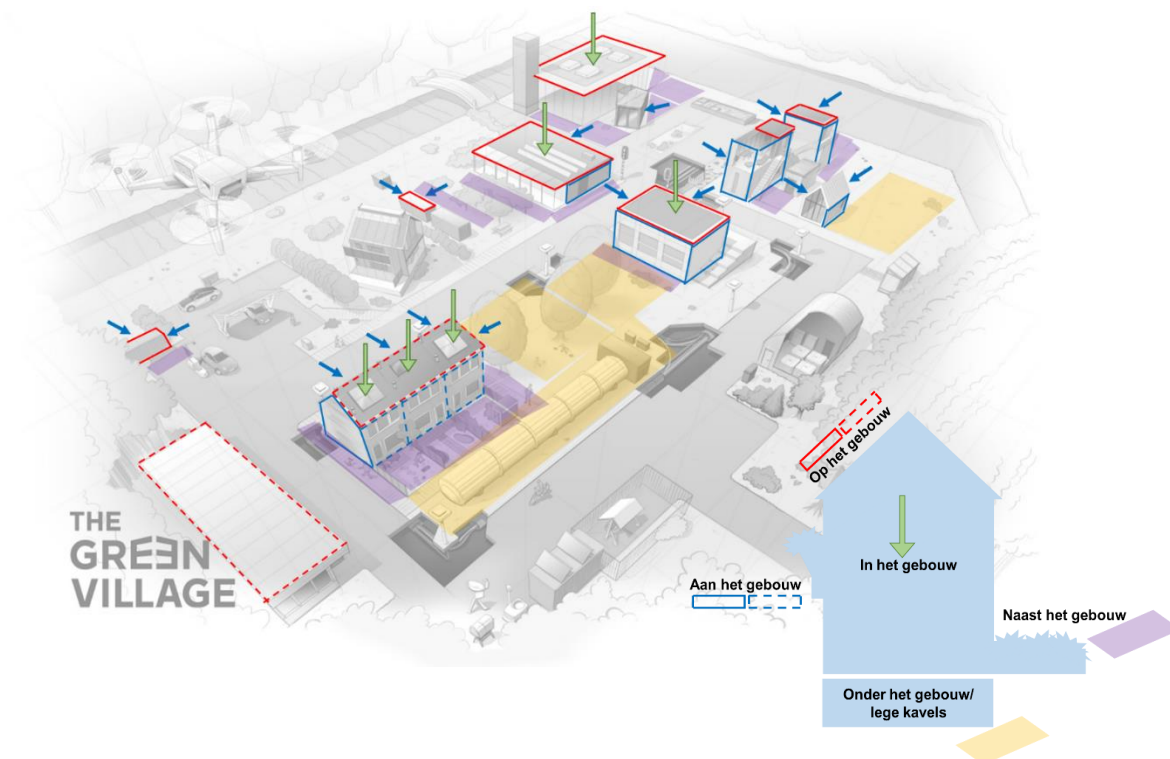 Op het gebouw
In het gebouw
Aan het gebouw
Naast het gebouw
Onder het gebouw/
lege kavels
THE
GREEN
VILLAGE